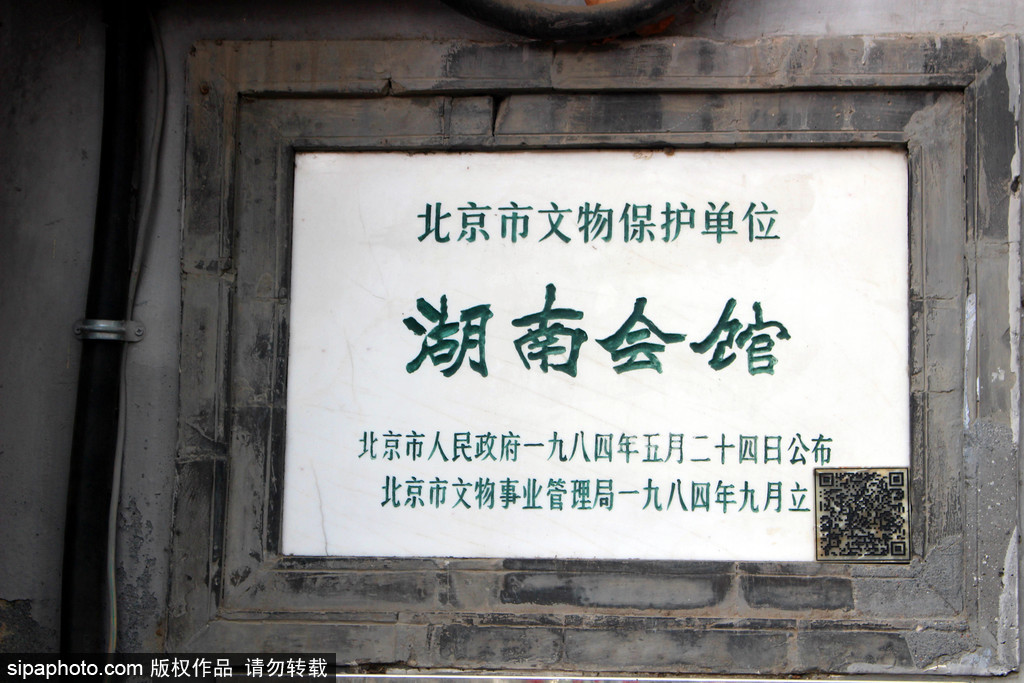 北京市文物保护单位
湖南会馆
北京市人民政府一九八四年五月二十四日公布
北京市文物事业管理局一九八四年九月立
sipaphoto.com 版权作品 请勿转载